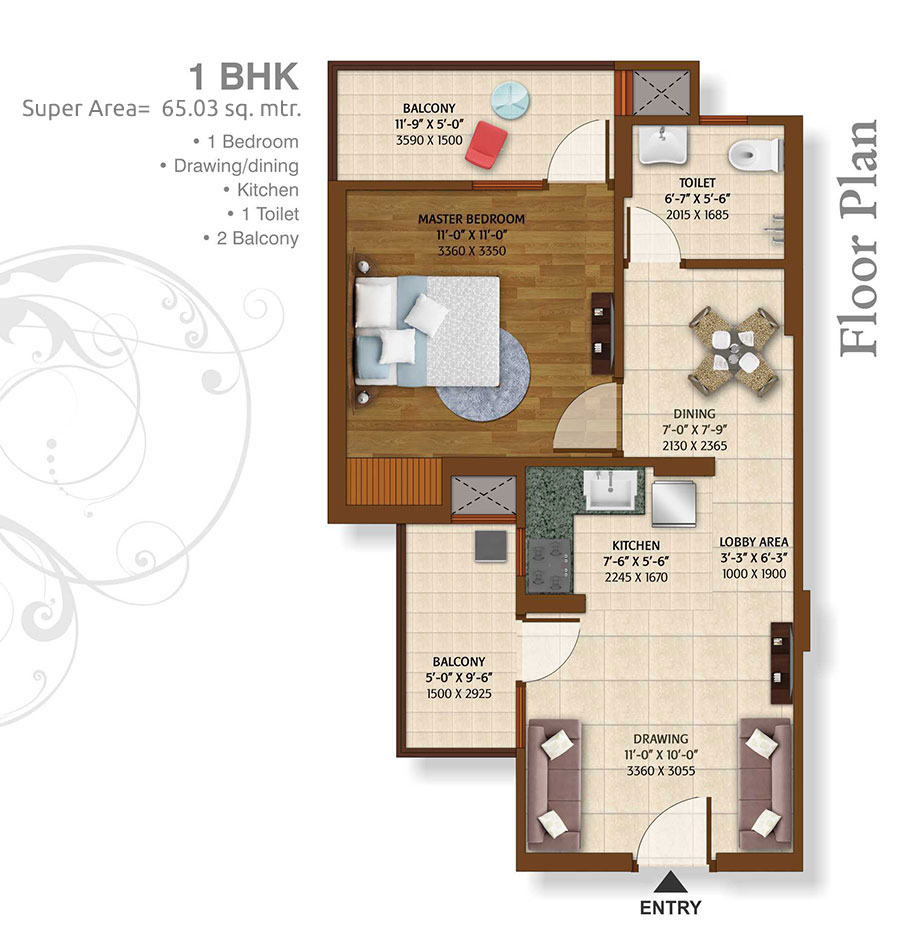 1 BHK
Super Area= 65.03 sq. mtr.
• 1 Bedroom
• Drawing/dining
• Kitchen
• 1 Toilet
• 2 Balcony
Floor Plan
BALCONY
11'-9" X 5'-0"
3590 X 1500
TOILET
6'-7" X 5'-6"
2015 X 1685
MASTER BEDROOM
11'-0" X 11'-0"
3360 X 3350
DINING
7'-0" X 7'-9"
2130 X 2365
KITCHEN
7'-6" X 5'-6"
2245 X 1670
LOBBY AREA
3'-3" X 6'-3"
1000 X 1900
BALCONY
5'-0" X 9'-6"
1500 X 2925
DRAWING
11'-0" X 10'-0"
3360 X 3055
ENTRY